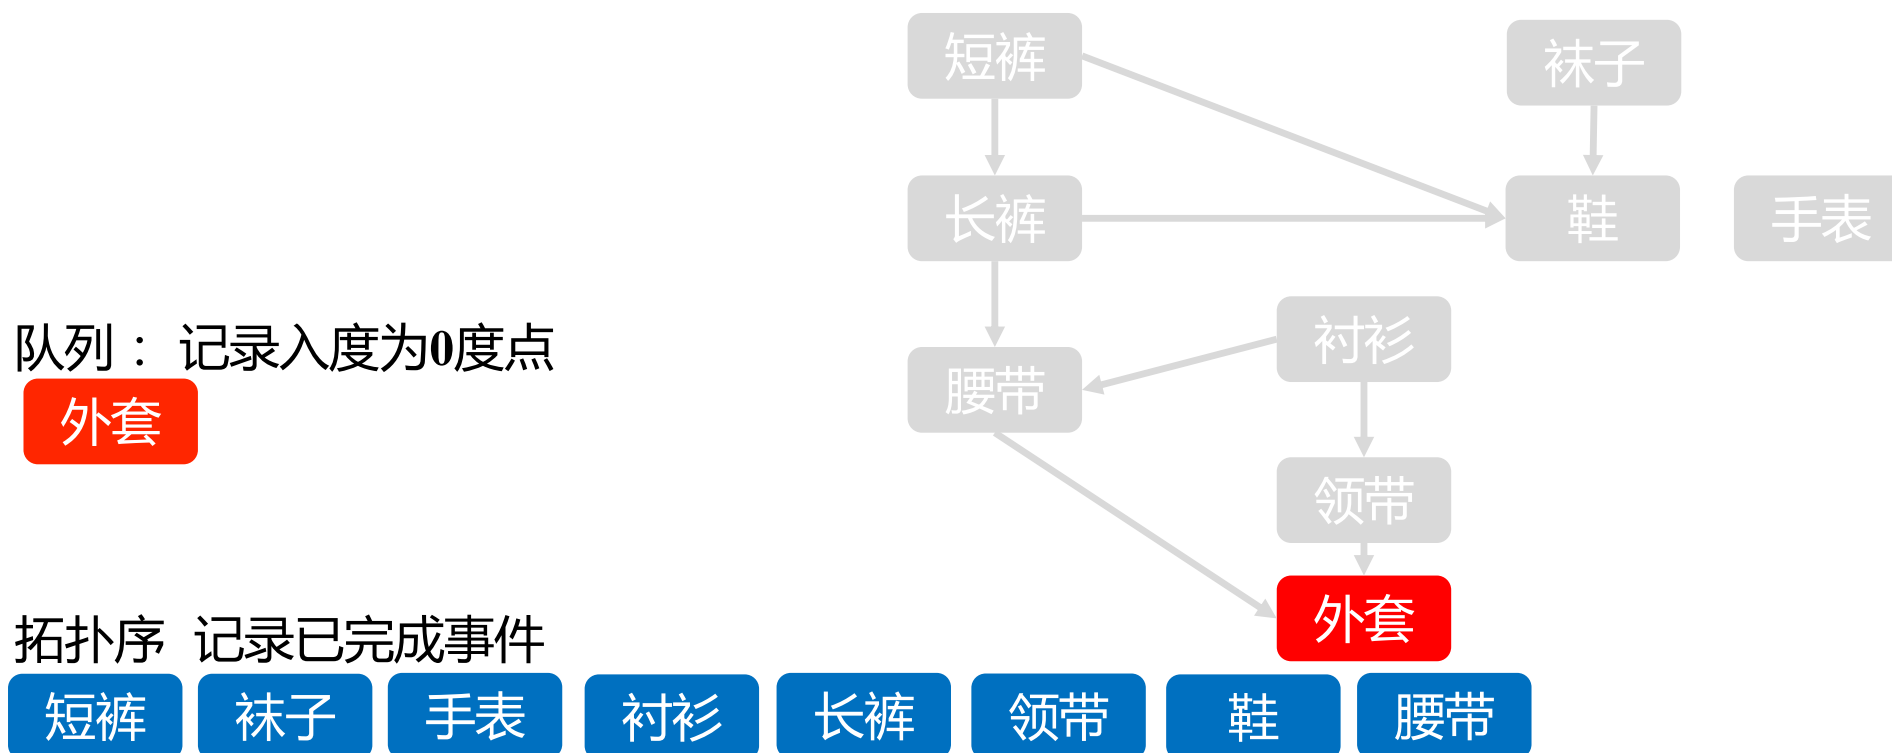 短裤
袜子
长裤
鞋
手表
衬衫
队列： 记录入度为0度点
腰带
外套
领带
外套
拓扑序 记录已完成事件
短裤 袜子 手表 衬衫 长裤 领带 鞋 腰带